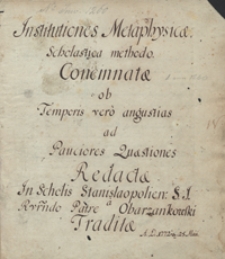 Institutiones Metaphysicæ
Scholastica methodo.
Concinnatæ
ob
Temporis verò angustias
ad
Pauciores Quæstiones
Redactæ
In Scholis Stanislaopolien: S.J.
a
Rvrñdo Patre Obarzankowski
Traditæ
A. D.